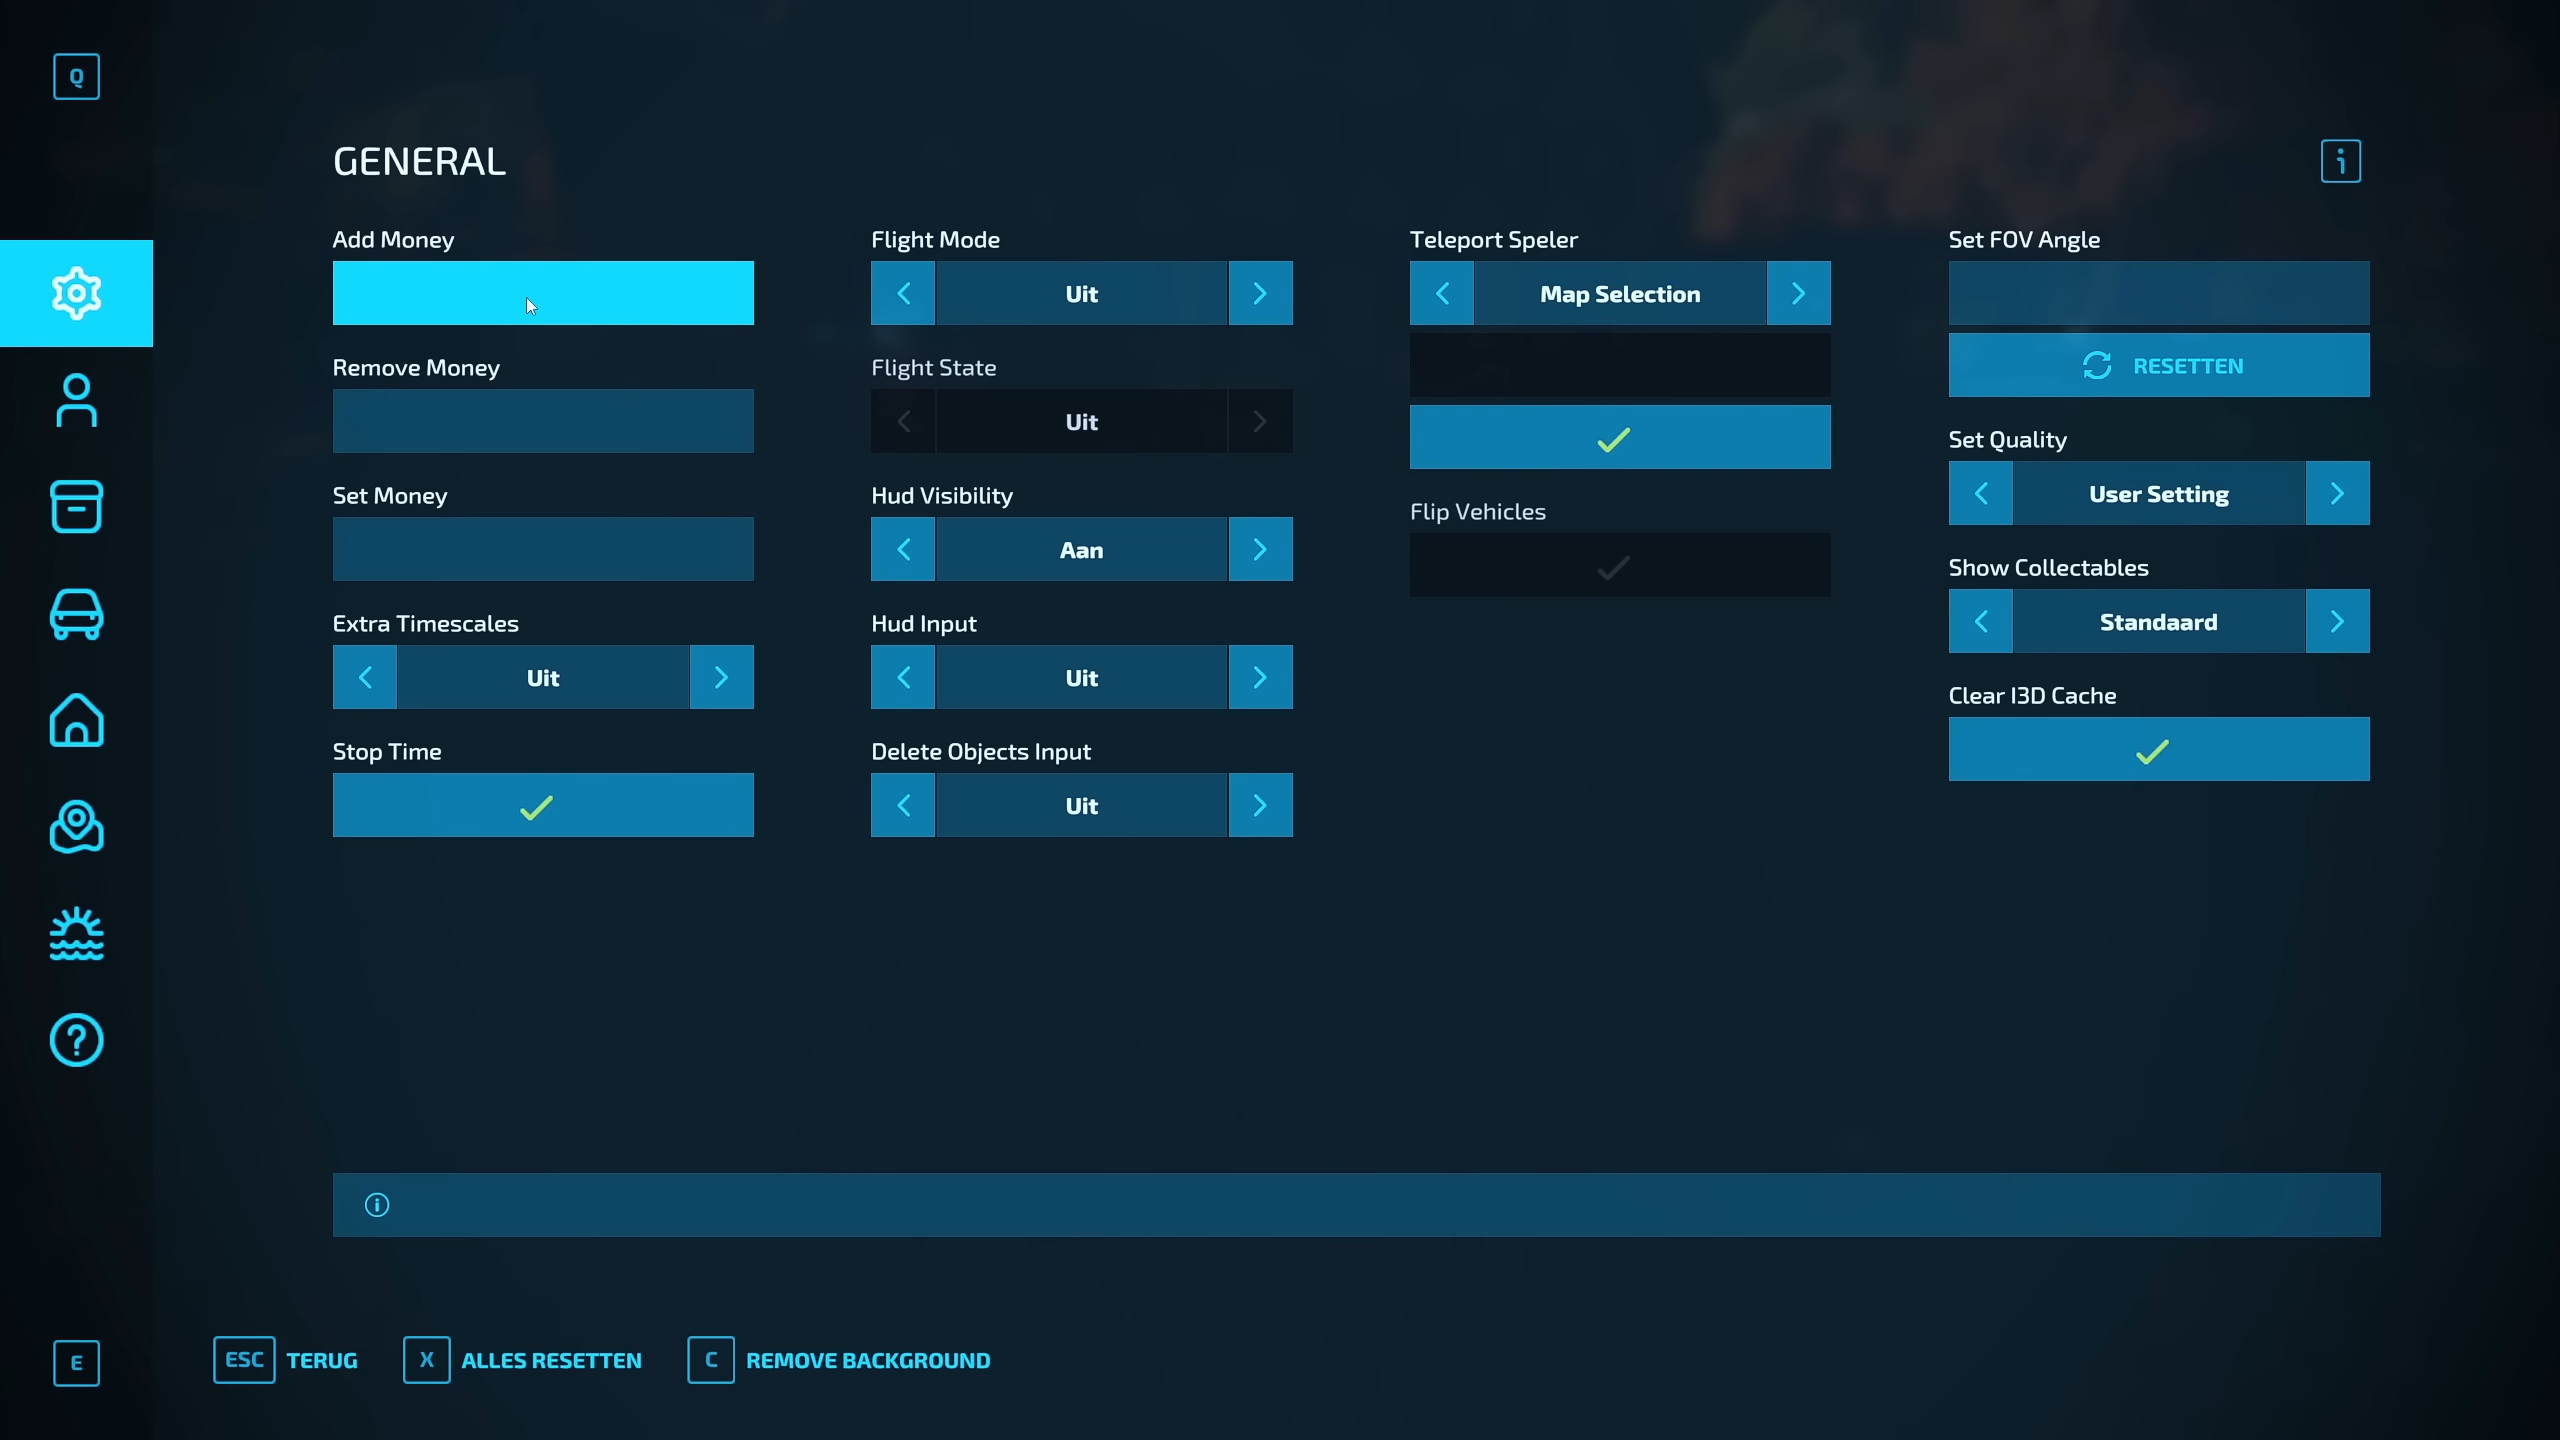 Q
GENERAL
Add Money
Remove Money
Set Money
Extra Timescales
Uit
Stop Time
Flight Mode
Uit
Flight State
Uit
Hud Visibility
Aan
Hud Input
Uit
Delete Objects Input
Uit
Teleport Speler
Map Selection
Flip Vehicles
Set FOV Angle
RESETTEN
Set Quality
User Setting
Show Collectables
Standaard
Clear I3D Cache
E
ESC TERUG X ALLES RESETTEN C REMOVE BACKGROUND